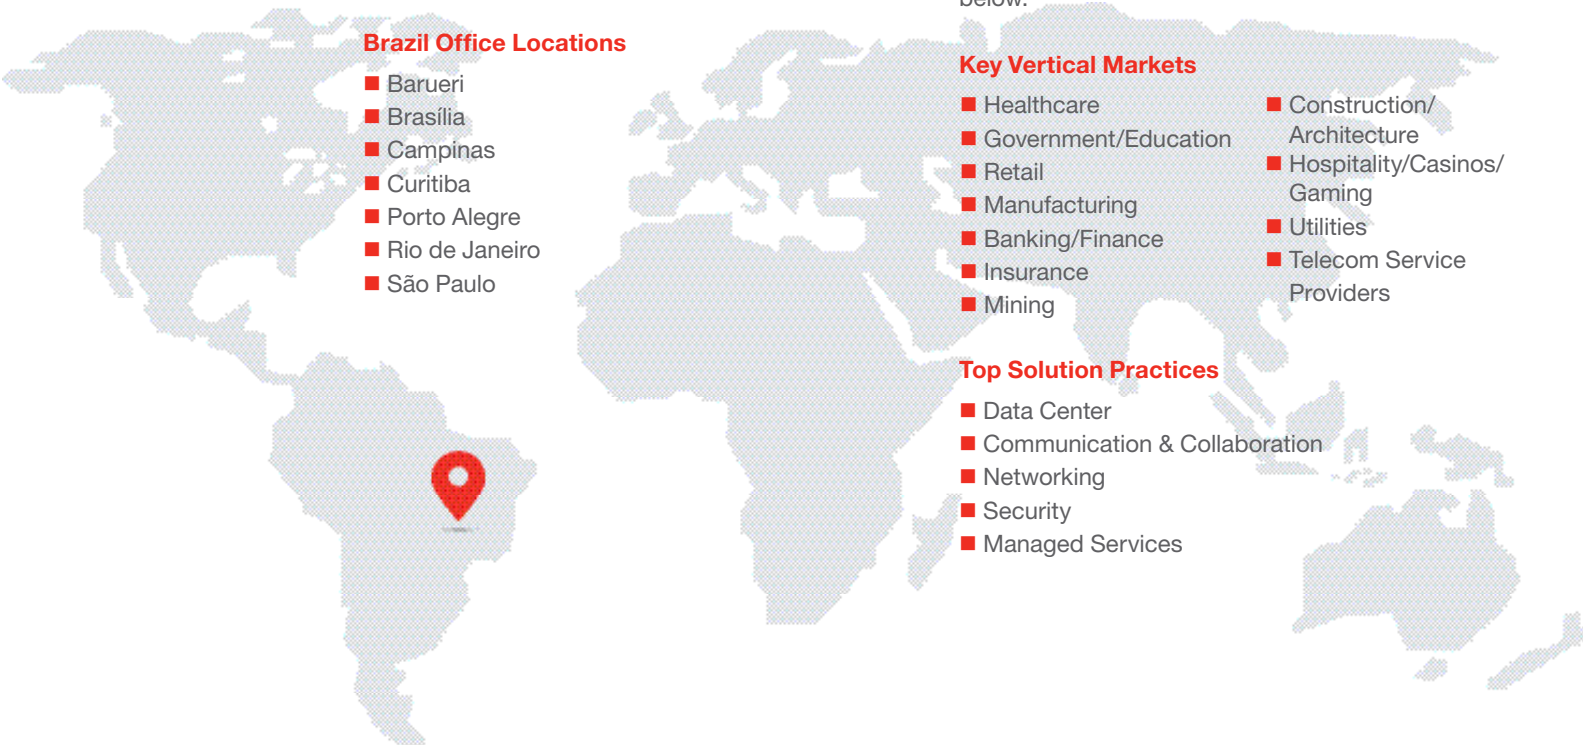 below.
Brazil Office Locations
Barueri
Brasília
Campinas
Curitiba
Porto Alegre
Rio de Janeiro
São Paulo
Key Vertical Markets
Healthcare
Government/Education
Retail
Manufacturing
Banking/Finance
Insurance
Mining
Construction/
Architecture
Hospitality/Casinos/
Gaming
Utilities
Telecom Service
Providers
Top Solution Practices
Data Center
Communication & Collaboration
Networking
Security
Managed Services